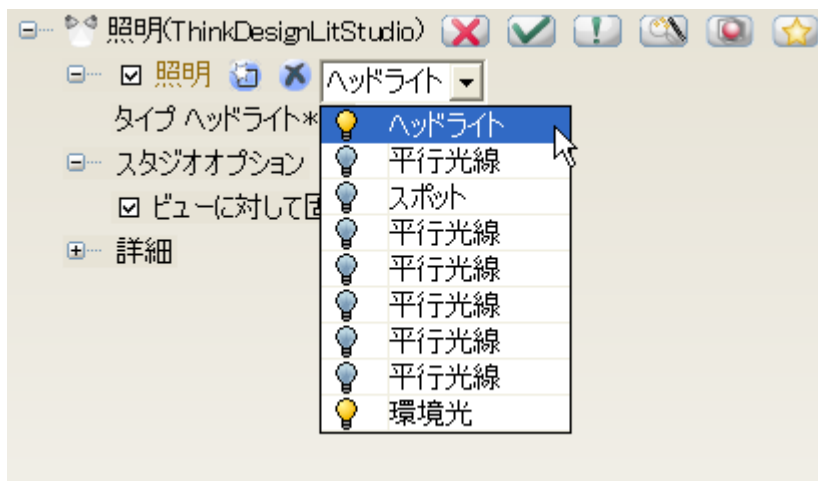 照明(ThinkDesignLitStudio)
照明 ヘッドライト
タイプ ヘッドライト*
ヘッドライト
平行光線
スタジオオプション
スポット
ビューに対して
平行光線
詳細
平行光線
平行光線
平行光線
平行光線
環境光